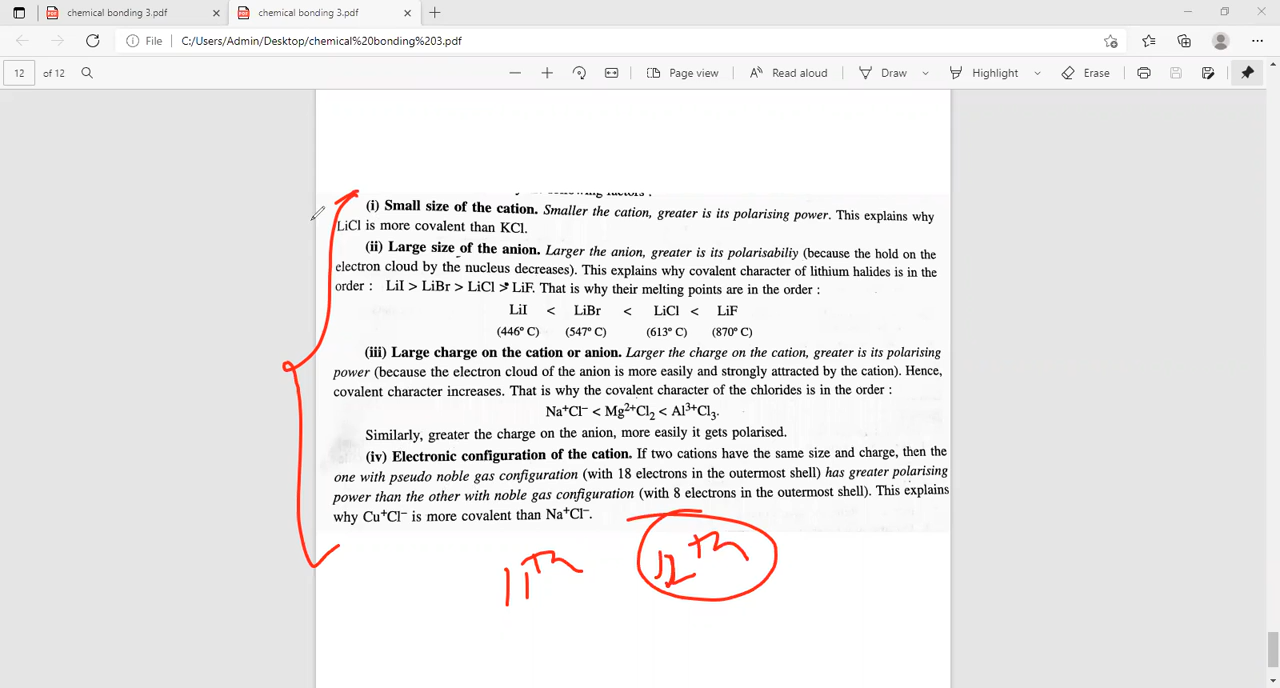 chemical bonding 3.pdf
chemical bonding 3.pdf
File
C:/Users/Admin/Desktop/chemical%20bonding%203.pdf
12 of 12
Page view
Read aloud
Draw
Highlight
Erase
following factors :
(i) Small size of the cation. Smaller the cation, greater is its polarising power. This explains why
LiCl is more covalent than KCl.
(ii) Large size of the anion. Larger the anion, greater is its polarisabiliy (because the hold on the
electron cloud by the nucleus decreases). This explains why covalent character of lithium halides is in the
order : LiI > LiBr > LiCl > LiF. That is why their melting points are in the order :
LiI < LiBr < LiCl < LiF
(446° C) (547° C) (613° C) (870° C)
(iii) Large charge on the cation or anion. Larger the charge on the cation, greater is its polarising
power (because the electron cloud of the anion is more easily and strongly attracted by the cation). Hence,
covalent character increases. That is why the covalent character of the chlorides is in the order :
Na⁺Cl⁻ < Mg²⁺Cl₂ < Al³⁺Cl₃.
Similarly, greater the charge on the anion, more easily it gets polarised.
(iv) Electronic configuration of the cation. If two cations have the same size and charge, then the
one with pseudo noble gas configuration (with 18 electrons in the outermost shell) has greater polarising
power than the other with noble gas configuration (with 8 electrons in the outermost shell). This explains
why Cu⁺Cl⁻ is more covalent than Na⁺Cl⁻.
11th 12th